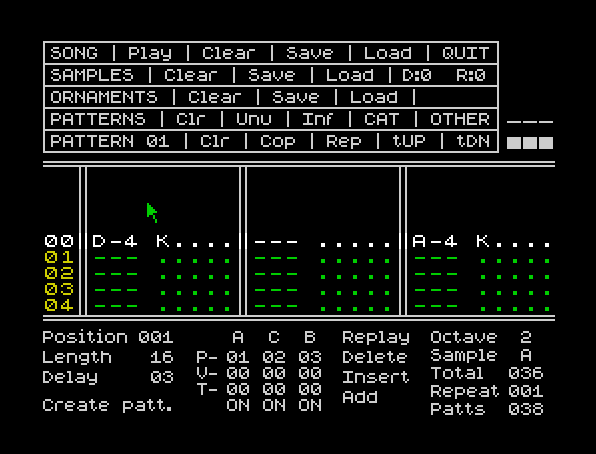 SONG | Play | Clear | Save | Load | QUIT
SAMPLES | Clear | Save | Load | D:0 R:0
ORNAMENTS | Clear | Save | Load |
PATTERNS | Clr | Unu | Inf | CAT | OTHER
PATTERN 01 | Clr | Cop | Rep | tUP | tDN
00 D-4 K.... --- ..... A-4 K....
01 --- ..... --- ..... --- .....
02 --- ..... --- ..... --- .....
03 --- ..... --- ..... --- .....
04 --- ..... --- ..... --- .....
Position 001 A C B Replay Octave 2
Length 16 P- 01 02 03 Delete Sample A
Delay 03 V- 00 00 00 Insert Total 036
T- 00 00 00 Add Repeat 001
Create patt. ON ON ON Patts 038